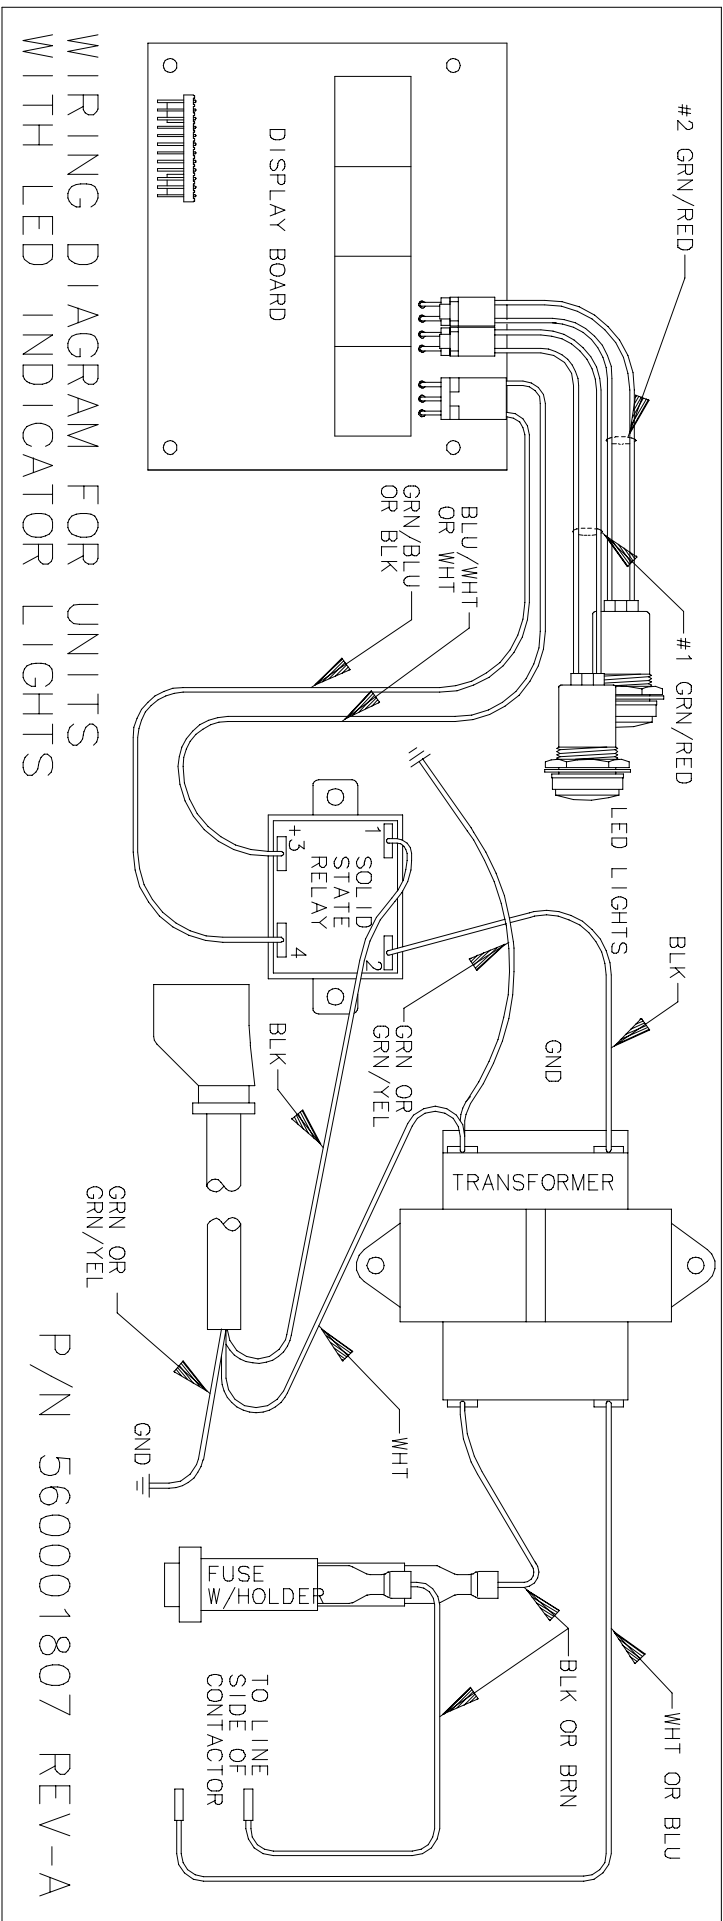 WIRING DIAGRAM FOR UNITS
WITH LED INDICATOR LIGHTS
P/N 560001807 REV-A
#2 GRN/RED
#1 GRN/RED
DISPLAY BOARD
LED LIGHTS
BLU/WHT
OR WHT
GRN/BLU
OR BLK
1
2
+3
4
SOLID
STATE
RELAY
BLK
GND
GRN OR
GRN/YEL
BLK
TRANSFORMER
GRN OR
GRN/YEL
GND
WHT
FUSE
W/HOLDER
BLK OR BRN
WHT OR BLU
TO LINE
SIDE OF
CONTACTOR